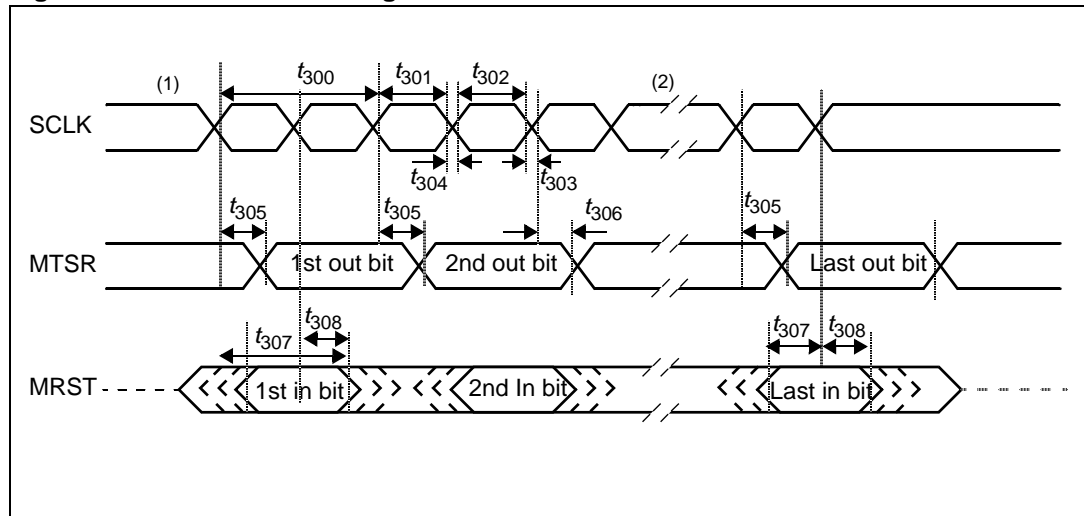 (1) t300 t301 t302 (2)
SCLK
t304 t303
t305 t305 t306 t305
MTSR 1st out bit 2nd out bit Last out bit
t307 t308 t307 t308
MRST 1st in bit 2nd In bit Last in bit